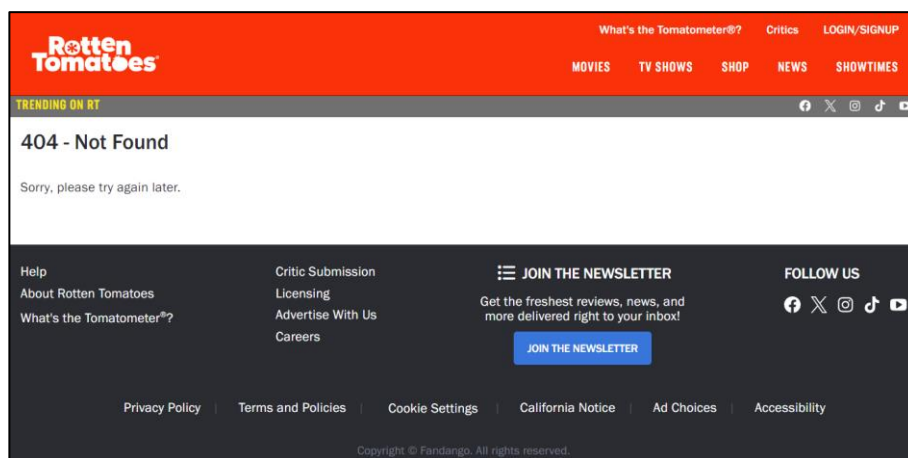 What's the Tomatometer®?
Critics
LOGIN/SIGNUP
Rotten
Tomatoes
MOVIES
TV SHOWS
SHOP
NEWS
SHOWTIMES
TRENDING ON RT
404 - Not Found
Sorry, please try again later.
Help
About Rotten Tomatoes
What's the Tomatometer®?
Critic Submission
Licensing
Advertise With Us
Careers
JOIN THE NEWSLETTER
Get the freshest reviews, news, and
more delivered right to your inbox!
JOIN THE NEWSLETTER
FOLLOW US
Privacy Policy
Terms and Policies
Cookie Settings
California Notice
Ad Choices
Accessibility
Copyright © Fandango. All rights reserved.